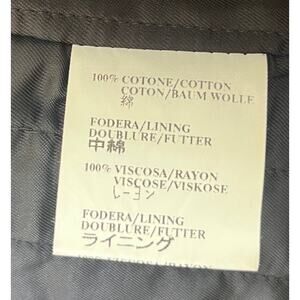 100% COTONE/COTTON
COTON/BAUM WOLLE
綿
FODERA/LINING
DOUBLURE/FUTTER
中綿
100% VISCOSA/RAYON
VISCOSE/VISKOSE
レーヨン
FODERA/LINING
DOUBLURE/FUTTER
ライニング